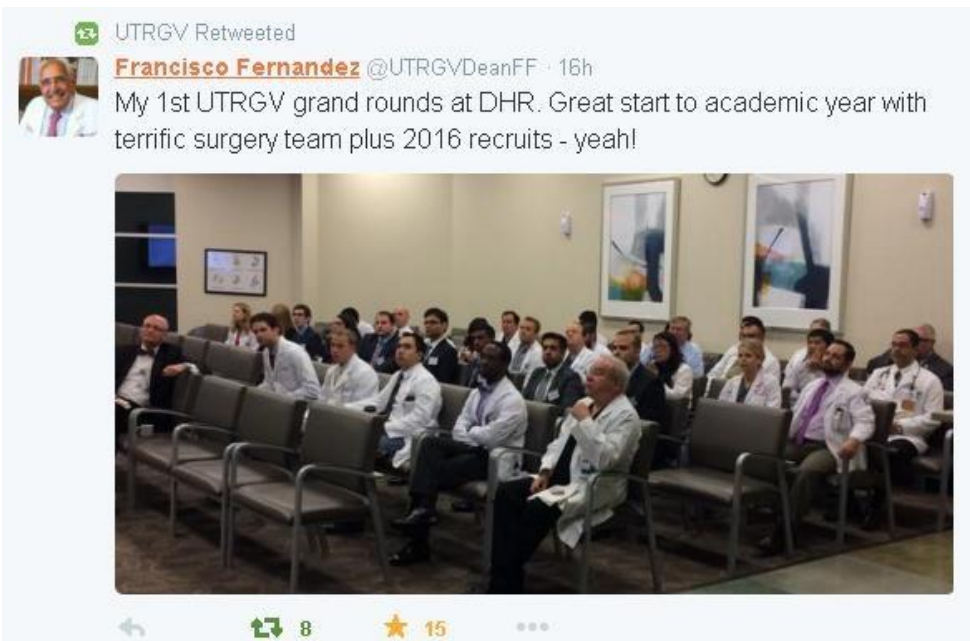 UTRGV Retweeted
Francisco Fernandez @UTRGVDeanFF · 16h
My 1st UTRGV grand rounds at DHR. Great start to academic year with
terrific surgery team plus 2016 recruits - yeah!
8 15